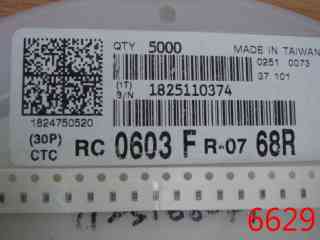 QTY 5000
MADE IN TAIWAN
0251 0073
37 101
(1T)
S/N 1825110374
1824750520
(30P)
CTC RC 0603 F R-07 68R
6629